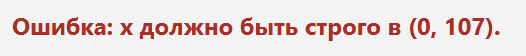 Ошибка: x должно быть строго в (0, 107).